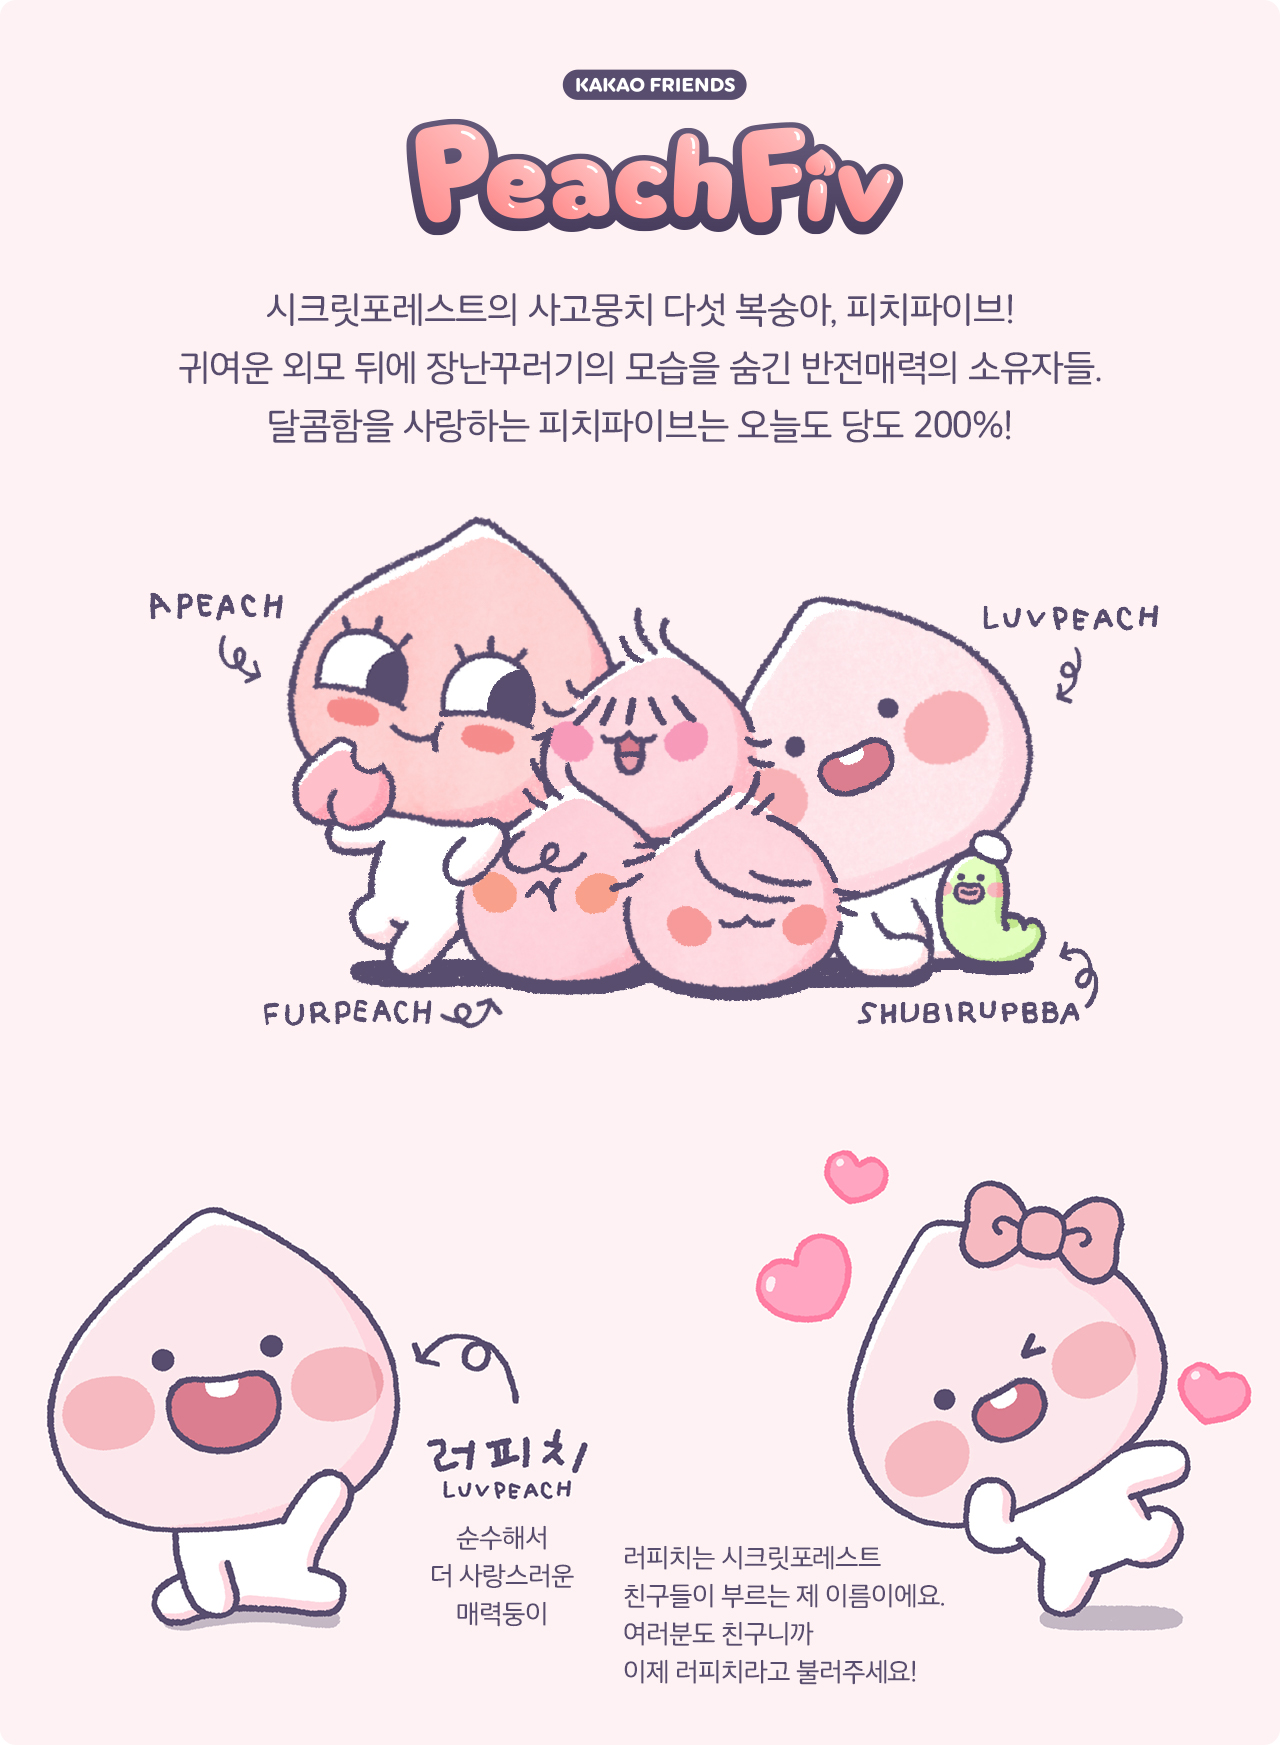 KAKAO FRIENDS
PeachFiv
시크릿포레스트의 사고뭉치 다섯 복숭아, 피치파이브!
귀여운 외모 뒤에 장난꾸러기의 모습을 숨긴 반전매력의 소유자들.
달콤함을 사랑하는 피치파이브는 오늘도 당도 200%!
APEACH
LUVPEACH
FURPEACH
SHUBIRUPBBA
러피치
LUVPEACH
순수해서
더 사랑스러운
매력둥이
러피치는 시크릿포레스트
친구들이 부르는 제 이름이에요.
여러분도 친구니까
이제 러피치라고 불러주세요!